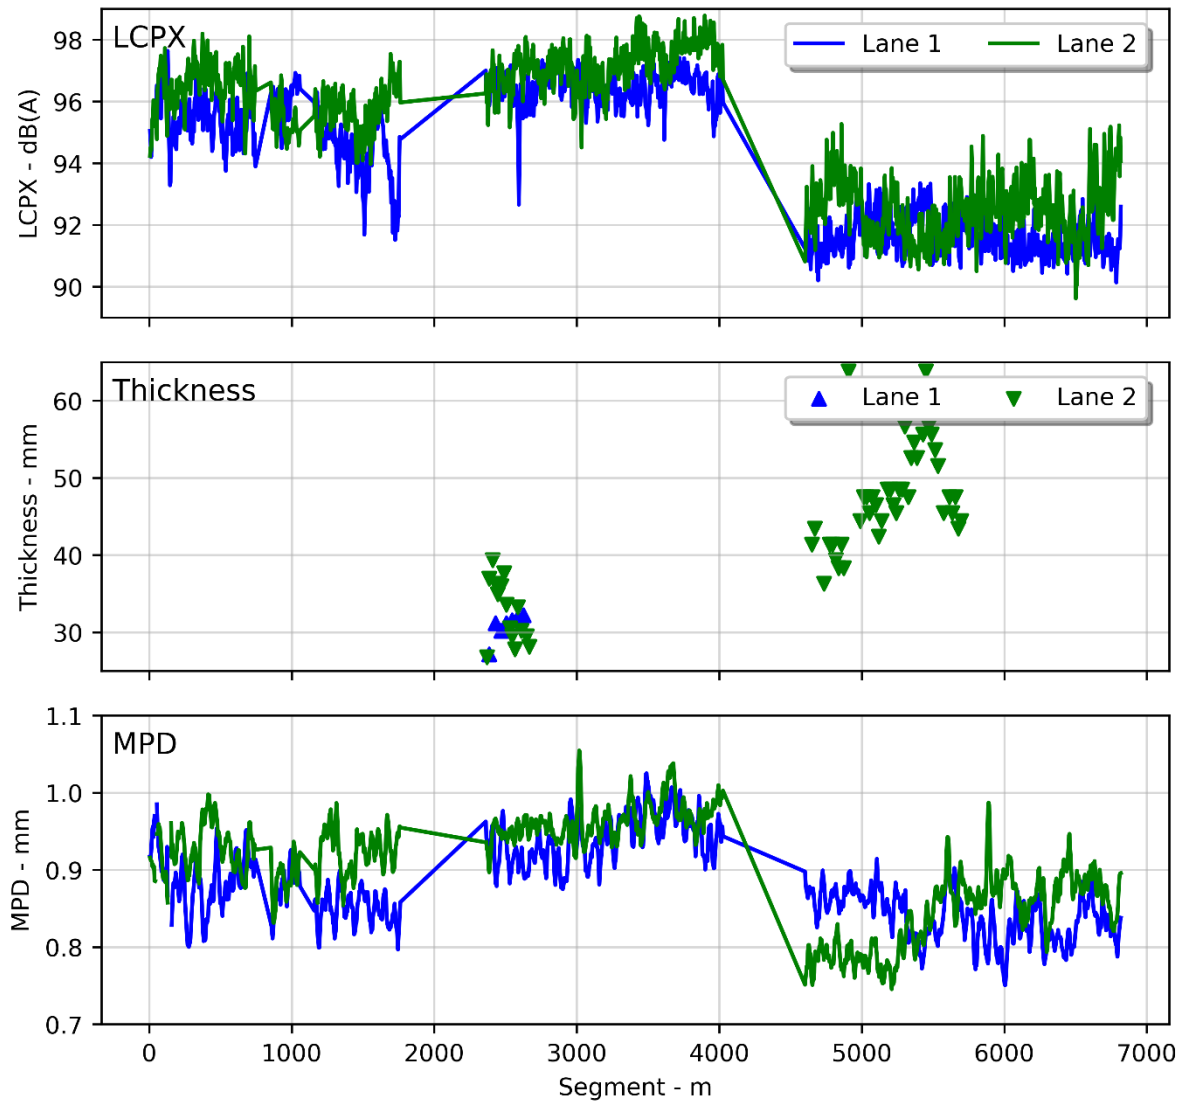 LCPX
Lane 1
Lane 2
98
96
94
92
90
LCPX - dB(A)
Thickness
Lane 1
Lane 2
60
50
40
30
Thickness - mm
MPD
1.1
1.0
0.9
0.8
0.7
MPD - mm
0 1000 2000 3000 4000 5000 6000 7000
Segment - m